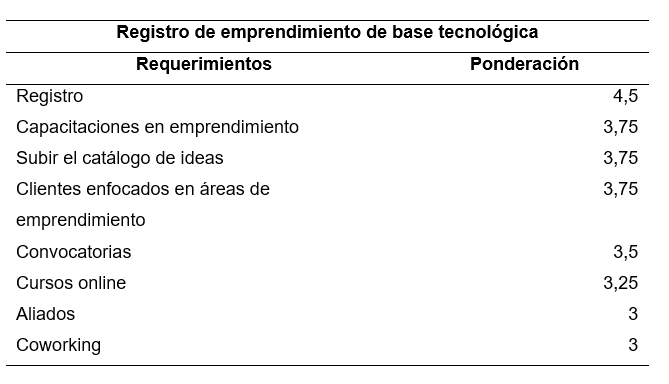 Registro de emprendimiento de base tecnológica
Requerimientos Ponderación
Registro 4,5
Capacitaciones en emprendimiento 3,75
Subir el catálogo de ideas 3,75
Clientes enfocados en áreas de 3,75
emprendimiento
Convocatorias 3,5
Cursos online 3,25
Aliados 3
Coworking 3